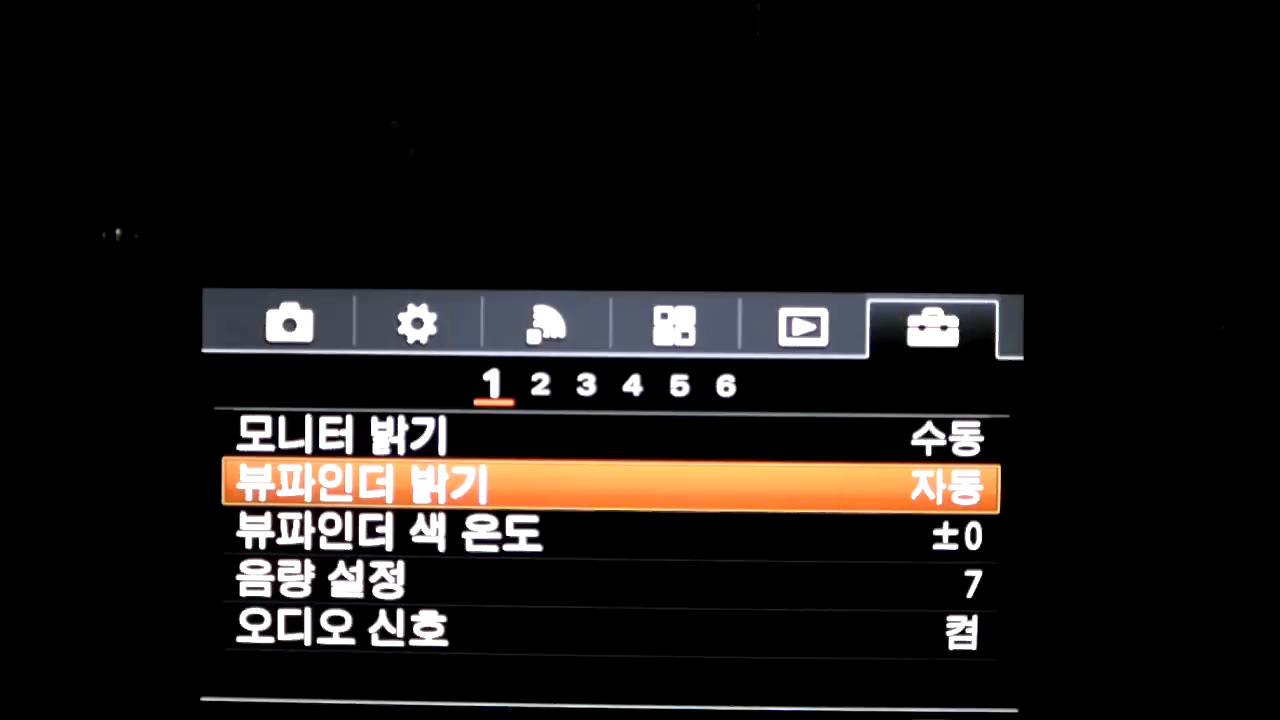 1 2 3 4 5 6
모니터 밝기 수동
뷰파인더 밝기 자동
뷰파인더 색 온도 ±0
음량 설정 7
오디오 신호 켬